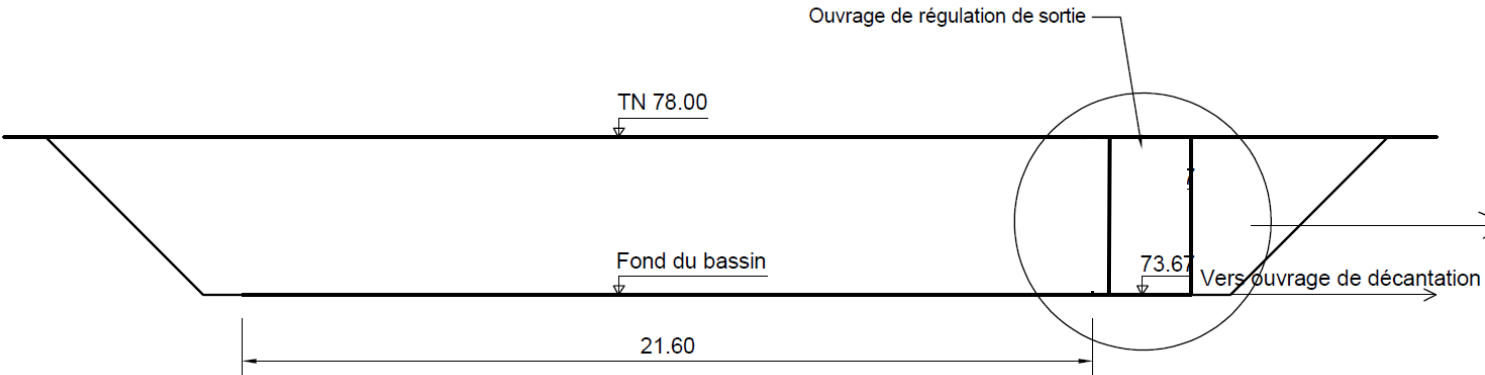 Ouvrage de régulation de sortie
TN 78.00
7
Fond du bassin
73.67
Vers ouvrage de décantation
21.60